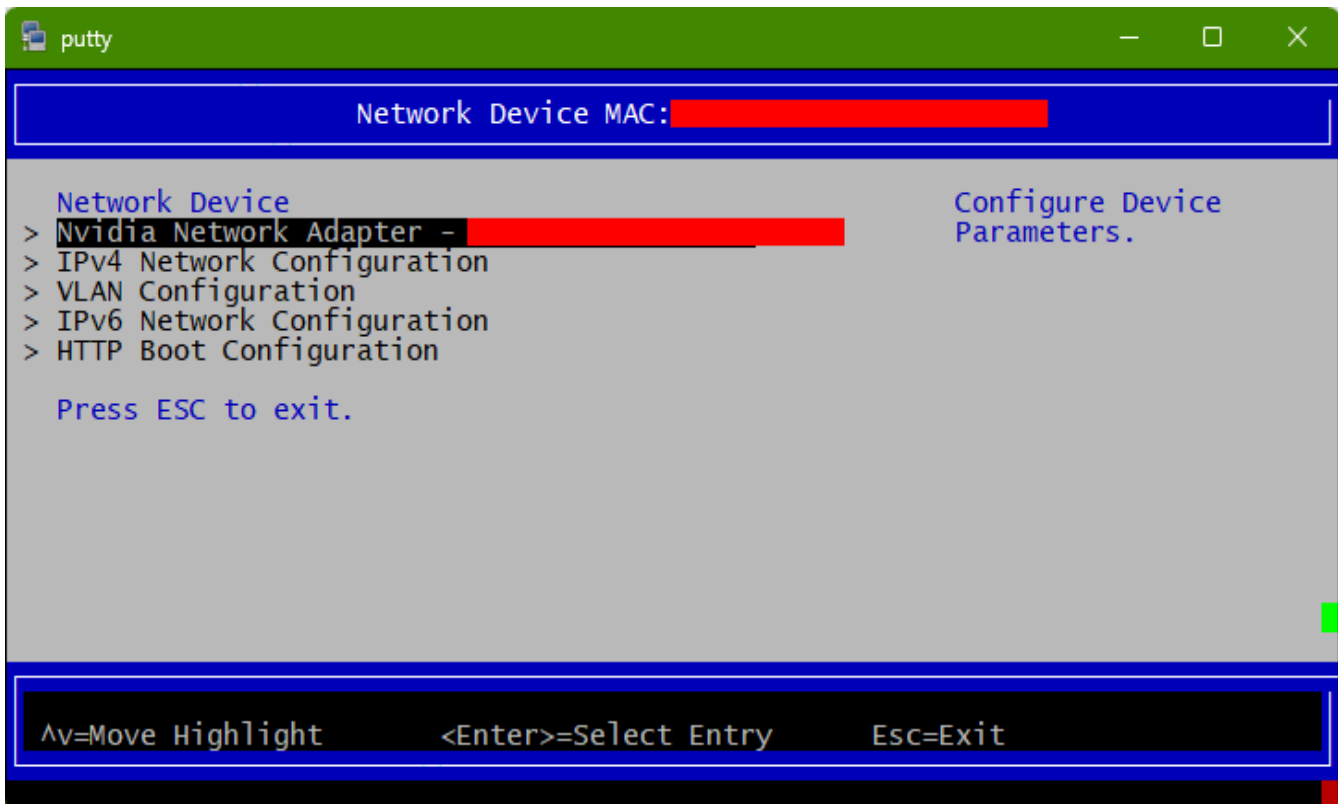 putty
Network Device MAC:
Network Device
Configure Device
> Nvidia Network Adapter -
Parameters.
> IPv4 Network Configuration
> VLAN Configuration
> IPv6 Network Configuration
> HTTP Boot Configuration
Press ESC to exit.
^v=Move Highlight <Enter>=Select Entry Esc=Exit